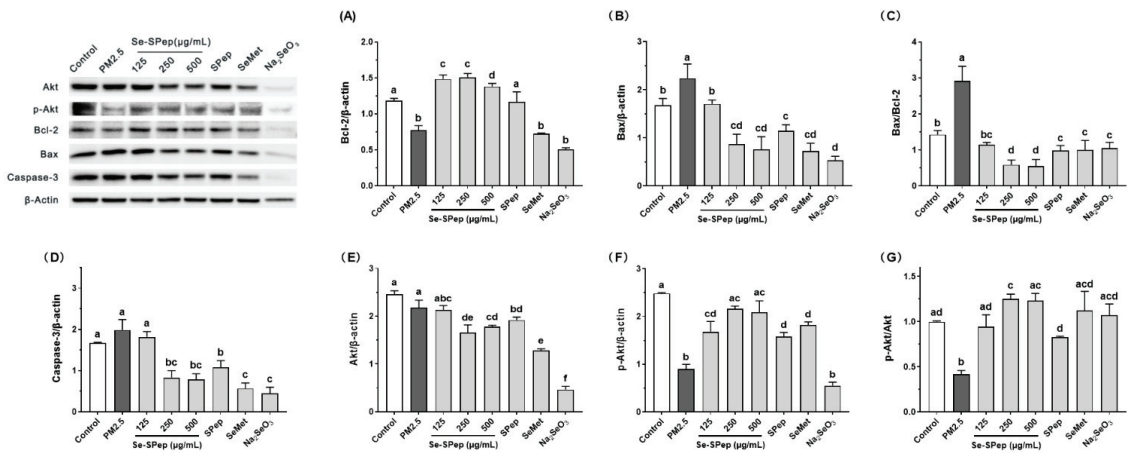 Se-SPep(μg/mL)
Control PM2.5 125 250 500 SPep SeMet Na₂SeO₃
Akt
p-Akt
Bcl-2
Bax
Caspase-3
β-Actin
(A)
Bcl-2/β-actin
2.0
1.5
1.0
0.5
0.0
a b c c d a b b
Control PM2.5 125 250 500 SPep SeMet Na₂SeO₃
Se-SPep (μg/mL)
(B)
Bax/β-actin
3
2
1
0
b a b cd cd c cd d
Control PM2.5 125 250 500 SPep SeMet Na₂SeO₃
Se-SPep (μg/mL)
(C)
Bax/Bcl-2
4
3
2
1
0
b a bc d d c c c
Control PM2.5 125 250 500 SPep SeMet Na₂SeO₃
Se-SPep (μg/mL)
(D)
Caspase-3/β-actin
3
2
1
0
a a a bc bc b c c
Control PM2.5 125 250 500 SPep SeMet Na₂SeO₃
Se-SPep (μg/mL)
(E)
Akt/β-actin
3
2
1
0
a a abc de cd bd e f
Control PM2.5 125 250 500 SPep SeMet Na₂SeO₃
Se-SPep (μg/mL)
(F)
p-Akt/β-actin
3
2
1
0
a b cd ac ac d d b
Control PM2.5 125 250 500 SPep SeMet Na₂SeO₃
Se-SPep (μg/mL)
(G)
p-Akt/Akt
1.5
1.0
0.5
0.0
ad b ad c ac d acd acd
Control PM2.5 125 250 500 SPep SeMet Na₂SeO₃
Se-SPep (μg/mL)